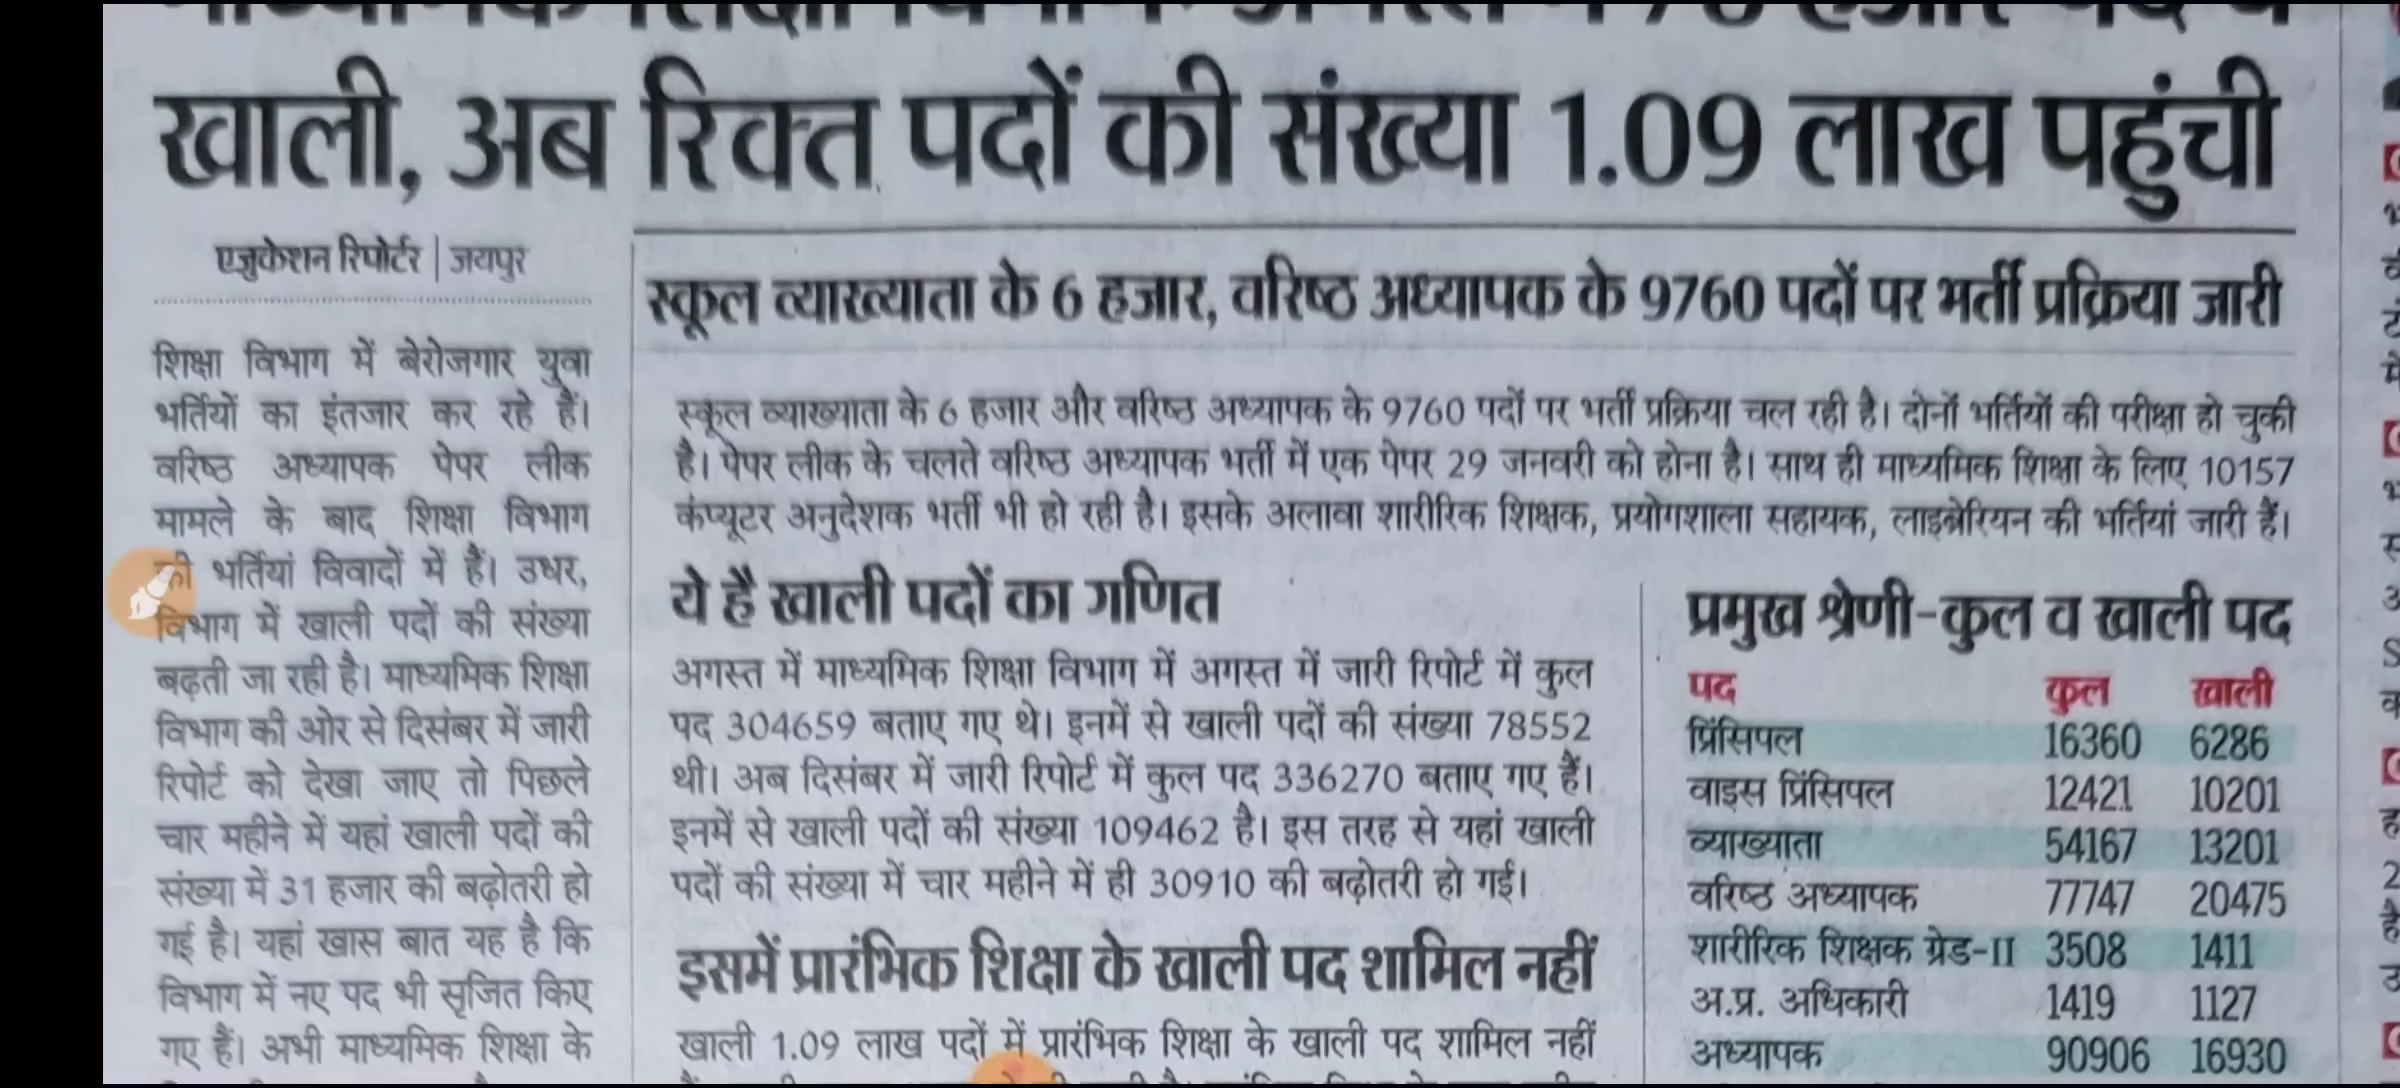 खाली, अब रिक्त पदों की संख्या 1.09 लाख पहुंची
एजुकेशन रिपोर्टर | जयपुर
शिक्षा विभाग में बेरोजगार युवा
भर्तियों का इंतजार कर रहे हैं।
वरिष्ठ अध्यापक पेपर लीक
मामले के बाद शिक्षा विभाग
की भर्तियां विवादों में हैं। उधर,
विभाग में खाली पदों की संख्या
बढ़ती जा रही है। माध्यमिक शिक्षा
विभाग की ओर से दिसंबर में जारी
रिपोर्ट को देखा जाए तो पिछले
चार महीने में यहां खाली पदों की
संख्या में 31 हजार की बढ़ोतरी हो
गई है। यहां खास बात यह है कि
विभाग में नए पद भी सृजित किए
गए हैं। अभी माध्यमिक शिक्षा के
स्कूल व्याख्याता के 6 हजार, वरिष्ठ अध्यापक के 9760 पदों पर भर्ती प्रक्रिया जारी
स्कूल व्याख्याता के 6 हजार और वरिष्ठ अध्यापक के 9760 पदों पर भर्ती प्रक्रिया चल रही है। दोनों भर्तियों की परीक्षा हो चुकी
है। पेपर लीक के चलते वरिष्ठ अध्यापक भर्ती में एक पेपर 29 जनवरी को होना है। साथ ही माध्यमिक शिक्षा के लिए 10157
कंप्यूटर अनुदेशक भर्ती भी हो रही है। इसके अलावा शारीरिक शिक्षक, प्रयोगशाला सहायक, लाइब्रेरियन की भर्तियां जारी हैं।
ये है खाली पदों का गणित
अगस्त में माध्यमिक शिक्षा विभाग में अगस्त में जारी रिपोर्ट में कुल
पद 304659 बताए गए थे। इनमें से खाली पदों की संख्या 78552
थी। अब दिसंबर में जारी रिपोर्ट में कुल पद 336270 बताए गए हैं।
इनमें से खाली पदों की संख्या 109462 है। इस तरह से यहां खाली
पदों की संख्या में चार महीने में ही 30910 की बढ़ोतरी हो गई।
इसमें प्रारंभिक शिक्षा के खाली पद शामिल नहीं
खाली 1.09 लाख पदों में प्रारंभिक शिक्षा के खाली पद शामिल नहीं
प्रमुख श्रेणी-कुल व खाली पद
पद कुल खाली
प्रिंसिपल 16360 6286
वाइस प्रिंसिपल 12421 10201
व्याख्याता 54167 13201
वरिष्ठ अध्यापक 77747 20475
शारीरिक शिक्षक ग्रेड-II 3508 1411
अ.प्र. अधिकारी 1419 1127
अध्यापक 90906 16930